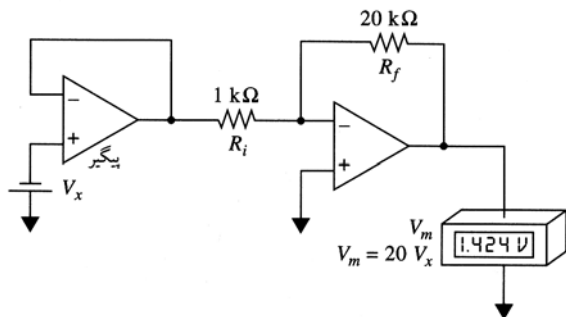 20 kΩ
R_f
1 kΩ
R_i
−
+
پیگیر
V_x
−
+
V_m
V_m = 20 V_x
1.424 V